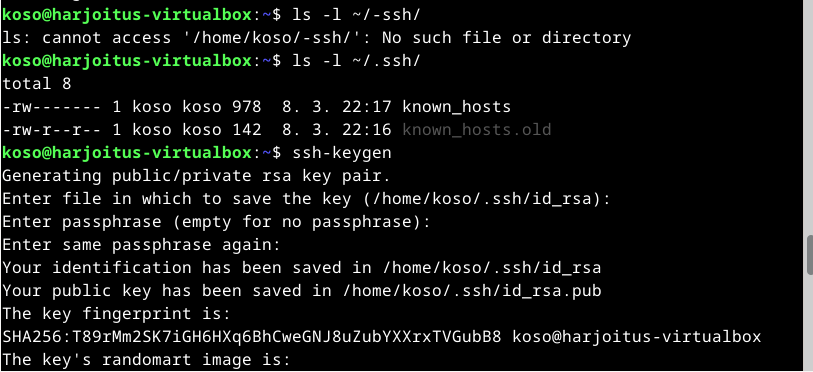 koso@harjoitus-virtualbox:~$ ls -l ~/-ssh/
ls: cannot access '/home/koso/-ssh/': No such file or directory
koso@harjoitus-virtualbox:~$ ls -l ~/.ssh/
total 8
-rw------- 1 koso koso 978  8. 3. 22:17 known_hosts
-rw-r--r-- 1 koso koso 142  8. 3. 22:16 known_hosts.old
koso@harjoitus-virtualbox:~$ ssh-keygen
Generating public/private rsa key pair.
Enter file in which to save the key (/home/koso/.ssh/id_rsa):
Enter passphrase (empty for no passphrase):
Enter same passphrase again:
Your identification has been saved in /home/koso/.ssh/id_rsa
Your public key has been saved in /home/koso/.ssh/id_rsa.pub
The key fingerprint is:
SHA256:T89rMm2SK7iGH6HXq6BhCweGNJ8uZubYXXrxTVGubB8 koso@harjoitus-virtualbox
The key's randomart image is: